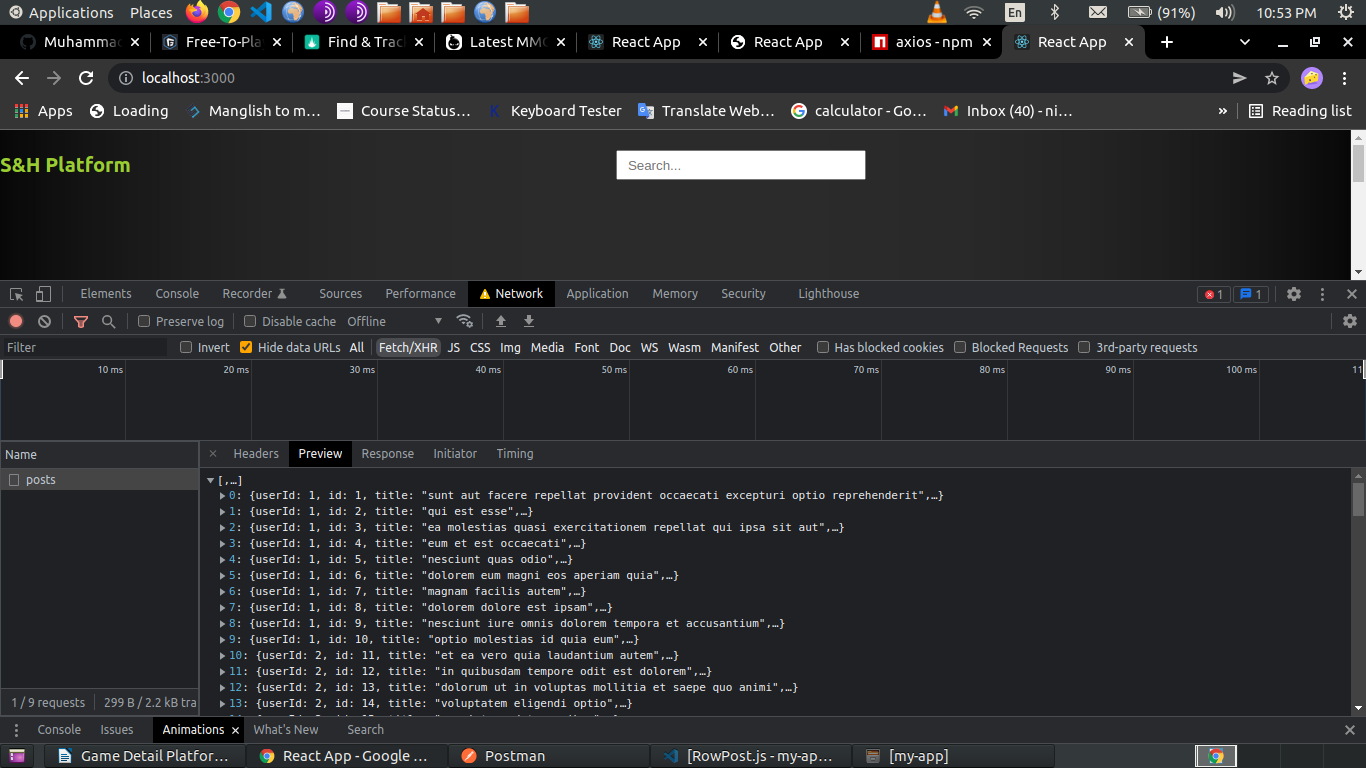 Applications Places En (91%) 10:53 PM
Muhammad Free-To-Pla Find & Track Latest MMO React App React App axios - npm React App
localhost:3000
Apps Loading Manglish to m… Course Status… Keyboard Tester Translate Web… calculator - Go… Inbox (40) - ni… » Reading list
S&H Platform Search...
Elements Console Recorder Sources Performance Network Application Memory Security Lighthouse 1 1
Preserve log Disable cache Offline
Filter Invert Hide data URLs All Fetch/XHR JS CSS Img Media Font Doc WS Wasm Manifest Other Has blocked cookies Blocked Requests 3rd-party requests
10 ms 20 ms 30 ms 40 ms 50 ms 60 ms 70 ms 80 ms 90 ms 100 ms 11
Name × Headers Preview Response Initiator Timing
posts [,…]
0: {userId: 1, id: 1, title: "sunt aut facere repellat provident occaecati excepturi optio reprehenderit",…}
1: {userId: 1, id: 2, title: "qui est esse",…}
2: {userId: 1, id: 3, title: "ea molestias quasi exercitationem repellat qui ipsa sit aut",…}
3: {userId: 1, id: 4, title: "eum et est occaecati",…}
4: {userId: 1, id: 5, title: "nesciunt quas odio",…}
5: {userId: 1, id: 6, title: "dolorem eum magni eos aperiam quia",…}
6: {userId: 1, id: 7, title: "magnam facilis autem",…}
7: {userId: 1, id: 8, title: "dolorem dolore est ipsam",…}
8: {userId: 1, id: 9, title: "nesciunt iure omnis dolorem tempora et accusantium",…}
9: {userId: 1, id: 10, title: "optio molestias id quia eum",…}
10: {userId: 2, id: 11, title: "et ea vero quia laudantium autem",…}
11: {userId: 2, id: 12, title: "in quibusdam tempore odit est dolorem",…}
12: {userId: 2, id: 13, title: "dolorum ut in voluptas mollitia et saepe quo animi",…}
13: {userId: 2, id: 14, title: "voluptatem eligendi optio",…}
1 / 9 requests 299 B / 2.2 kB tra
Console Issues Animations × What's New Search
Game Detail Platfor… React App - Google … Postman [RowPost.js - my-ap… [my-app]